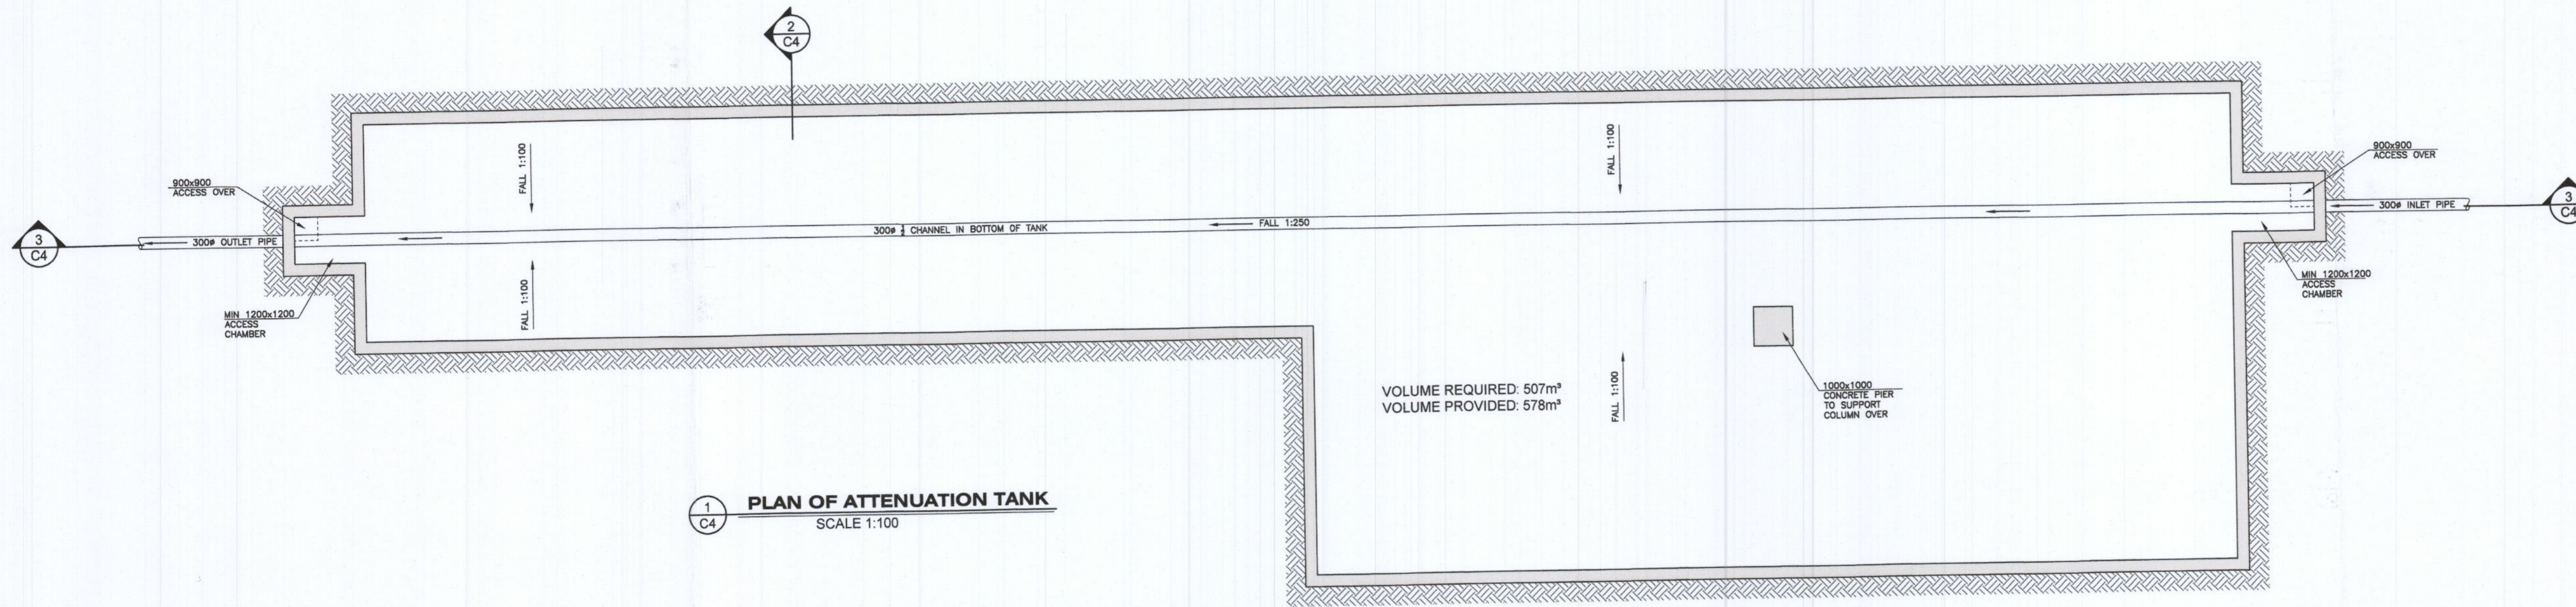 2
C4
900x900
ACCESS OVER
3
C4
300ø OUTLET PIPE
MIN 1200x1200
ACCESS
CHAMBER
FALL 1:100
FALL 1:100
300ø ½ CHANNEL IN BOTTOM OF TANK
FALL 1:250
FALL 1:100
FALL 1:100
900x900
ACCESS OVER
300ø INLET PIPE
3
C4
MIN 1200x1200
ACCESS
CHAMBER
VOLUME REQUIRED: 507m³
VOLUME PROVIDED: 578m³
1000x1000
CONCRETE PIER
TO SUPPORT
COLUMN OVER
1
C4
PLAN OF ATTENUATION TANK
SCALE 1:100